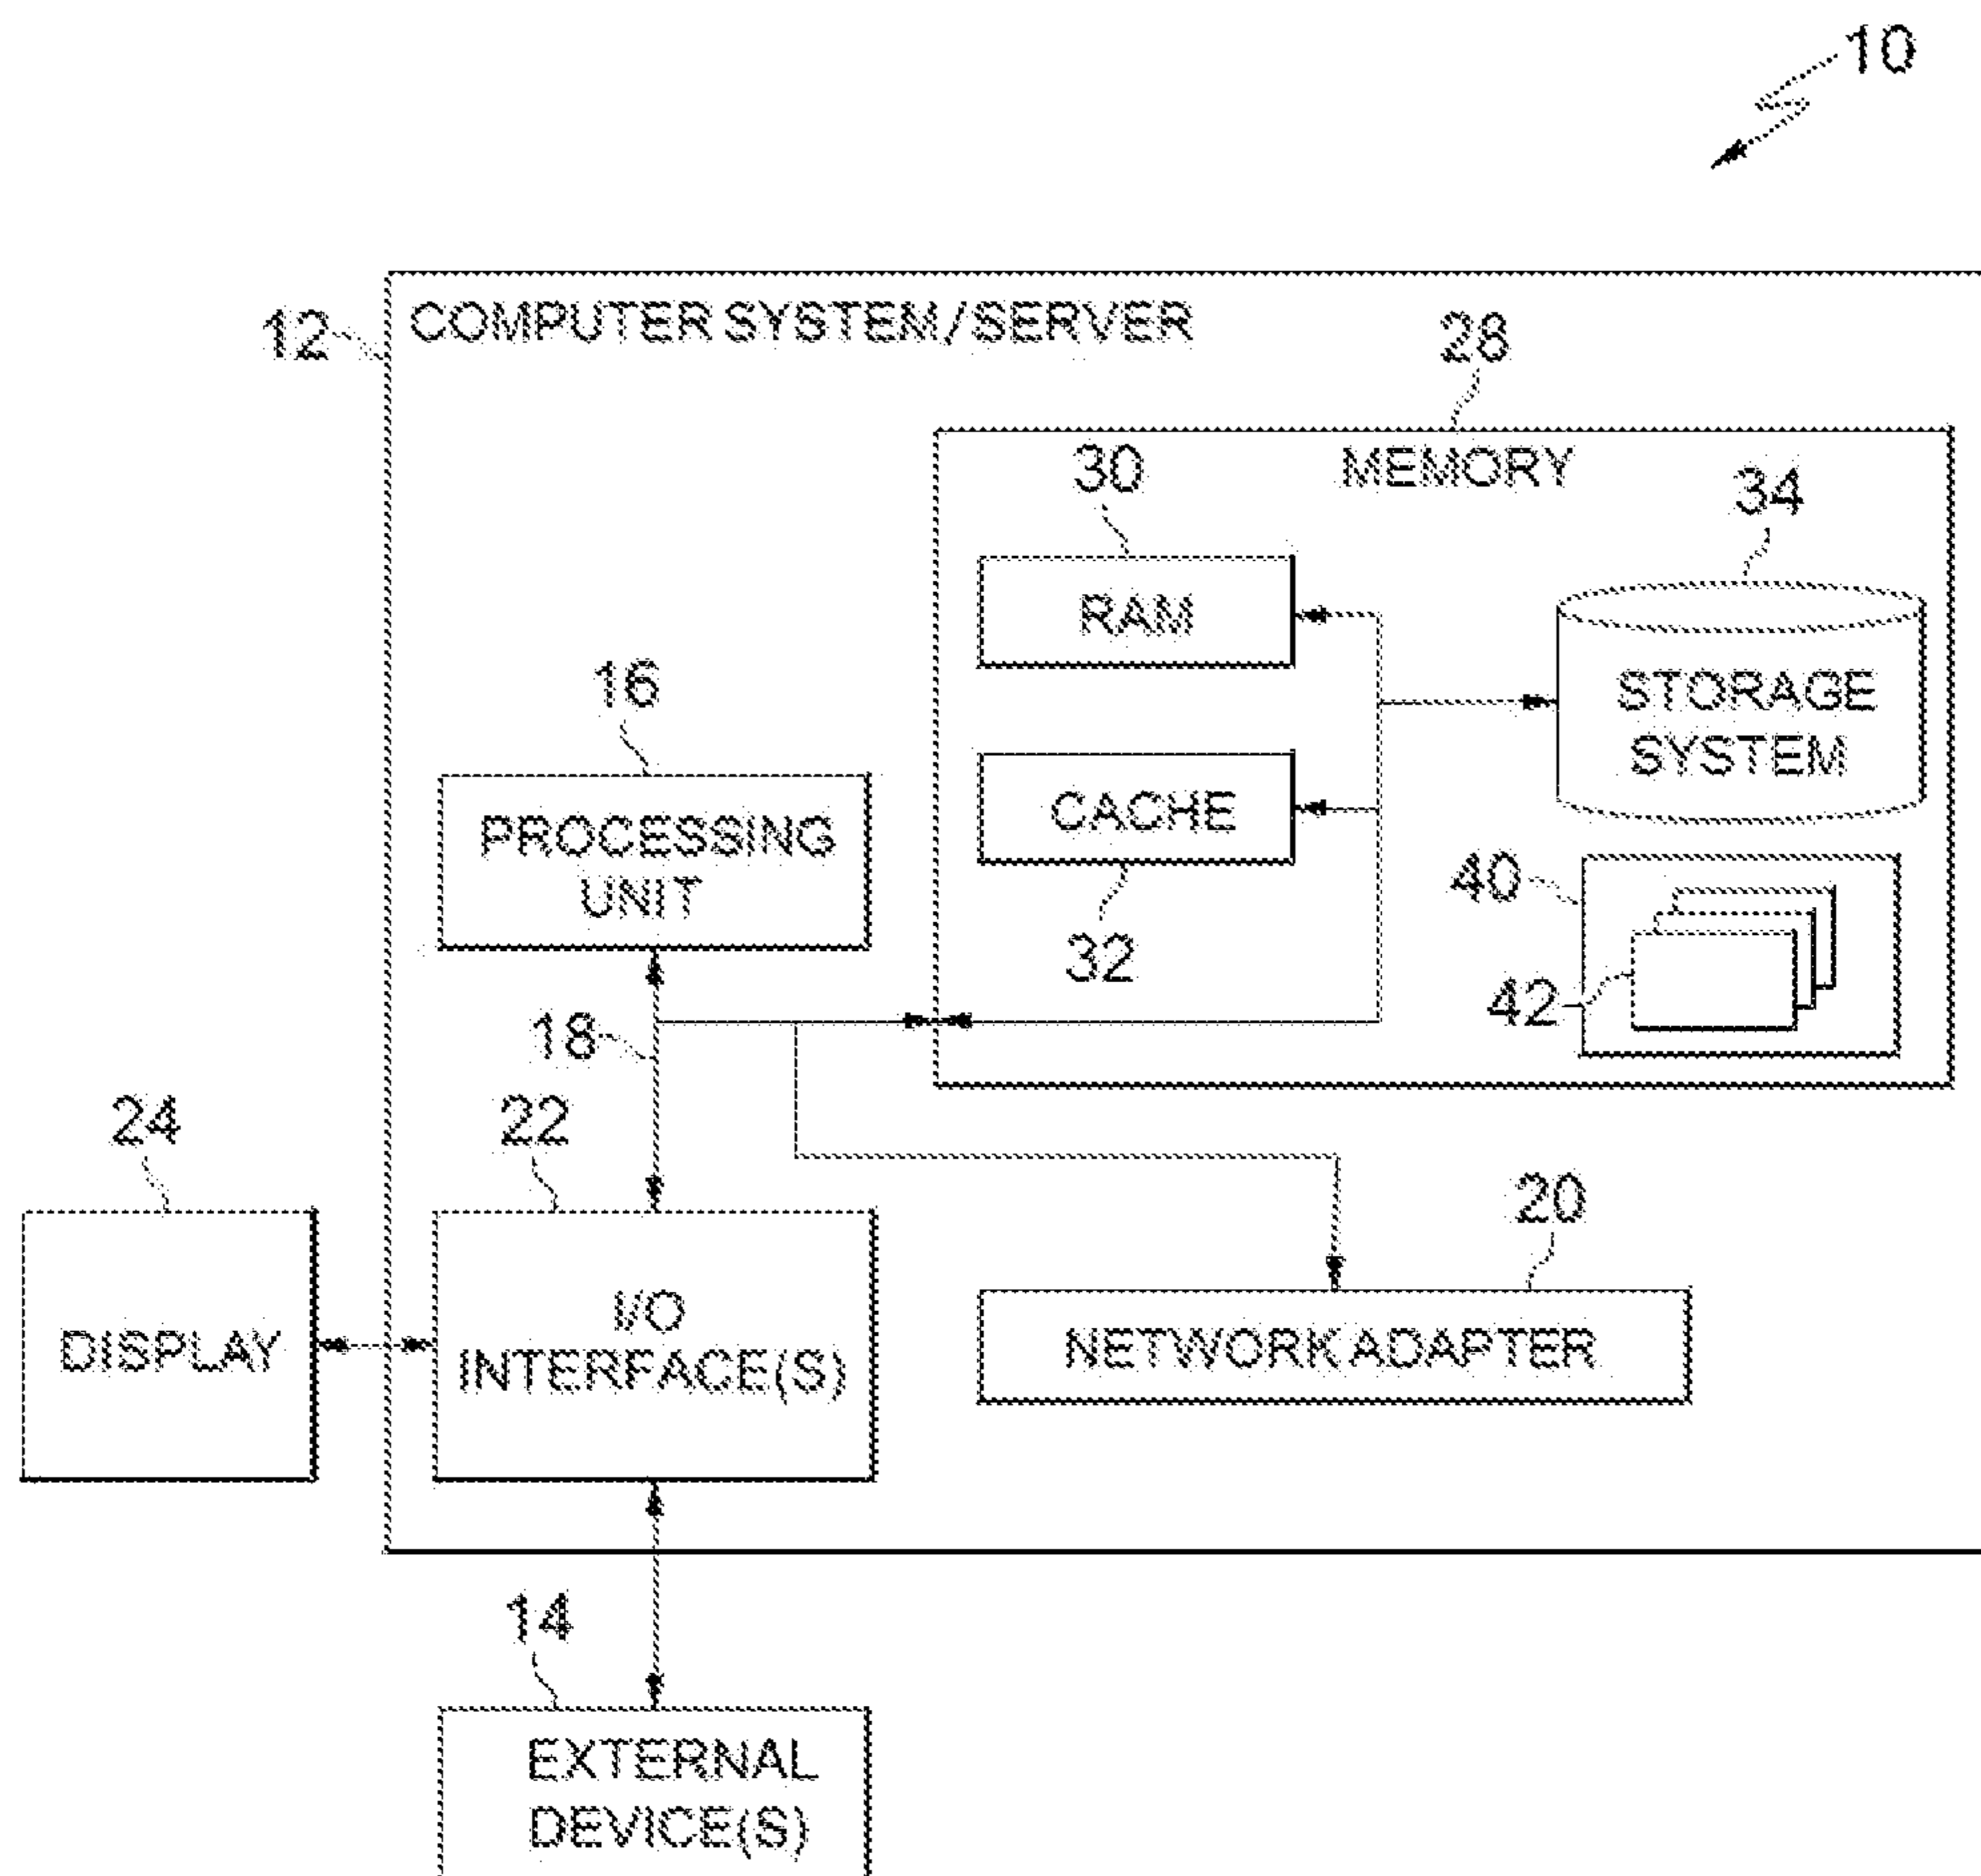 10
12
COMPUTER SYSTEM / SERVER
28
MEMORY
30
34
RAM
STORAGE
SYSTEM
16
CACHE
PROCESSING
UNIT
32
40
42
18
24
22
20
DISPLAY
I/O
INTERFACE(S)
NETWORK ADAPTER
14
EXTERNAL
DEVICE(S)